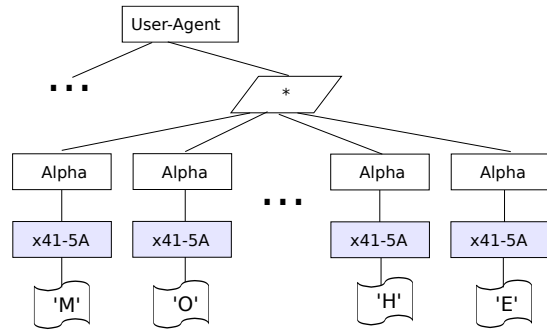 User-Agent
...
*
Alpha Alpha ... Alpha Alpha
x41-5A x41-5A x41-5A x41-5A
'M' 'O' 'H' 'E'